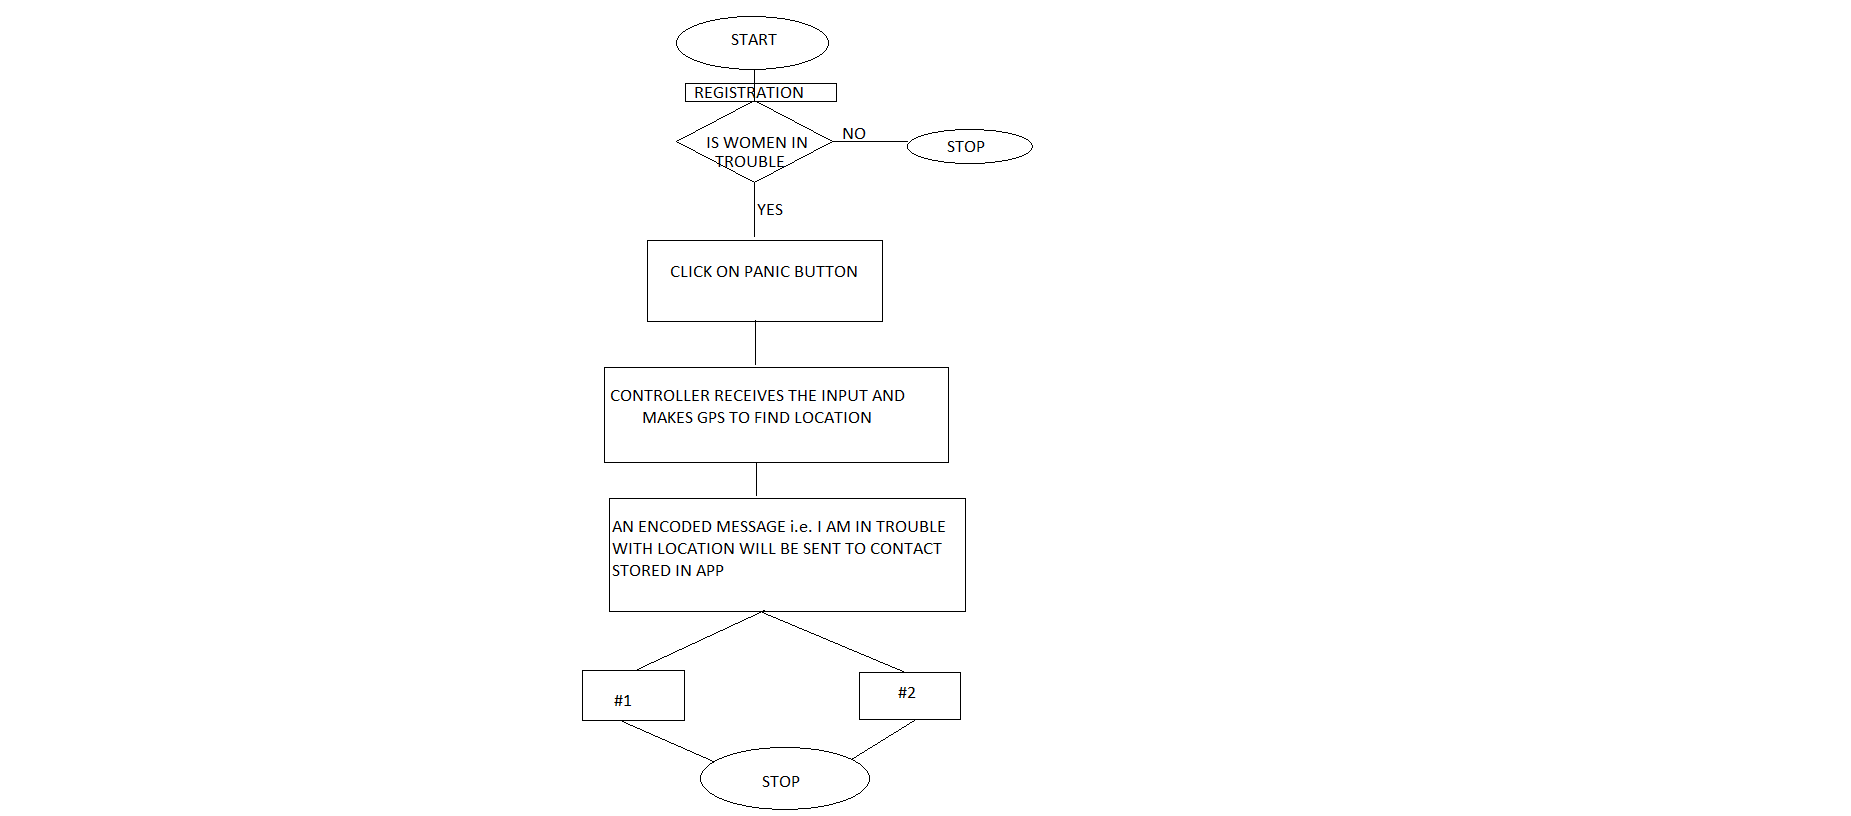 START
REGISTRATION
IS WOMEN IN
TROUBLE
NO
STOP
YES
CLICK ON PANIC BUTTON
CONTROLLER RECEIVES THE INPUT AND
MAKES GPS TO FIND LOCATION
AN ENCODED MESSAGE i.e. I AM IN TROUBLE
WITH LOCATION WILL BE SENT TO CONTACT
STORED IN APP
#1
#2
STOP